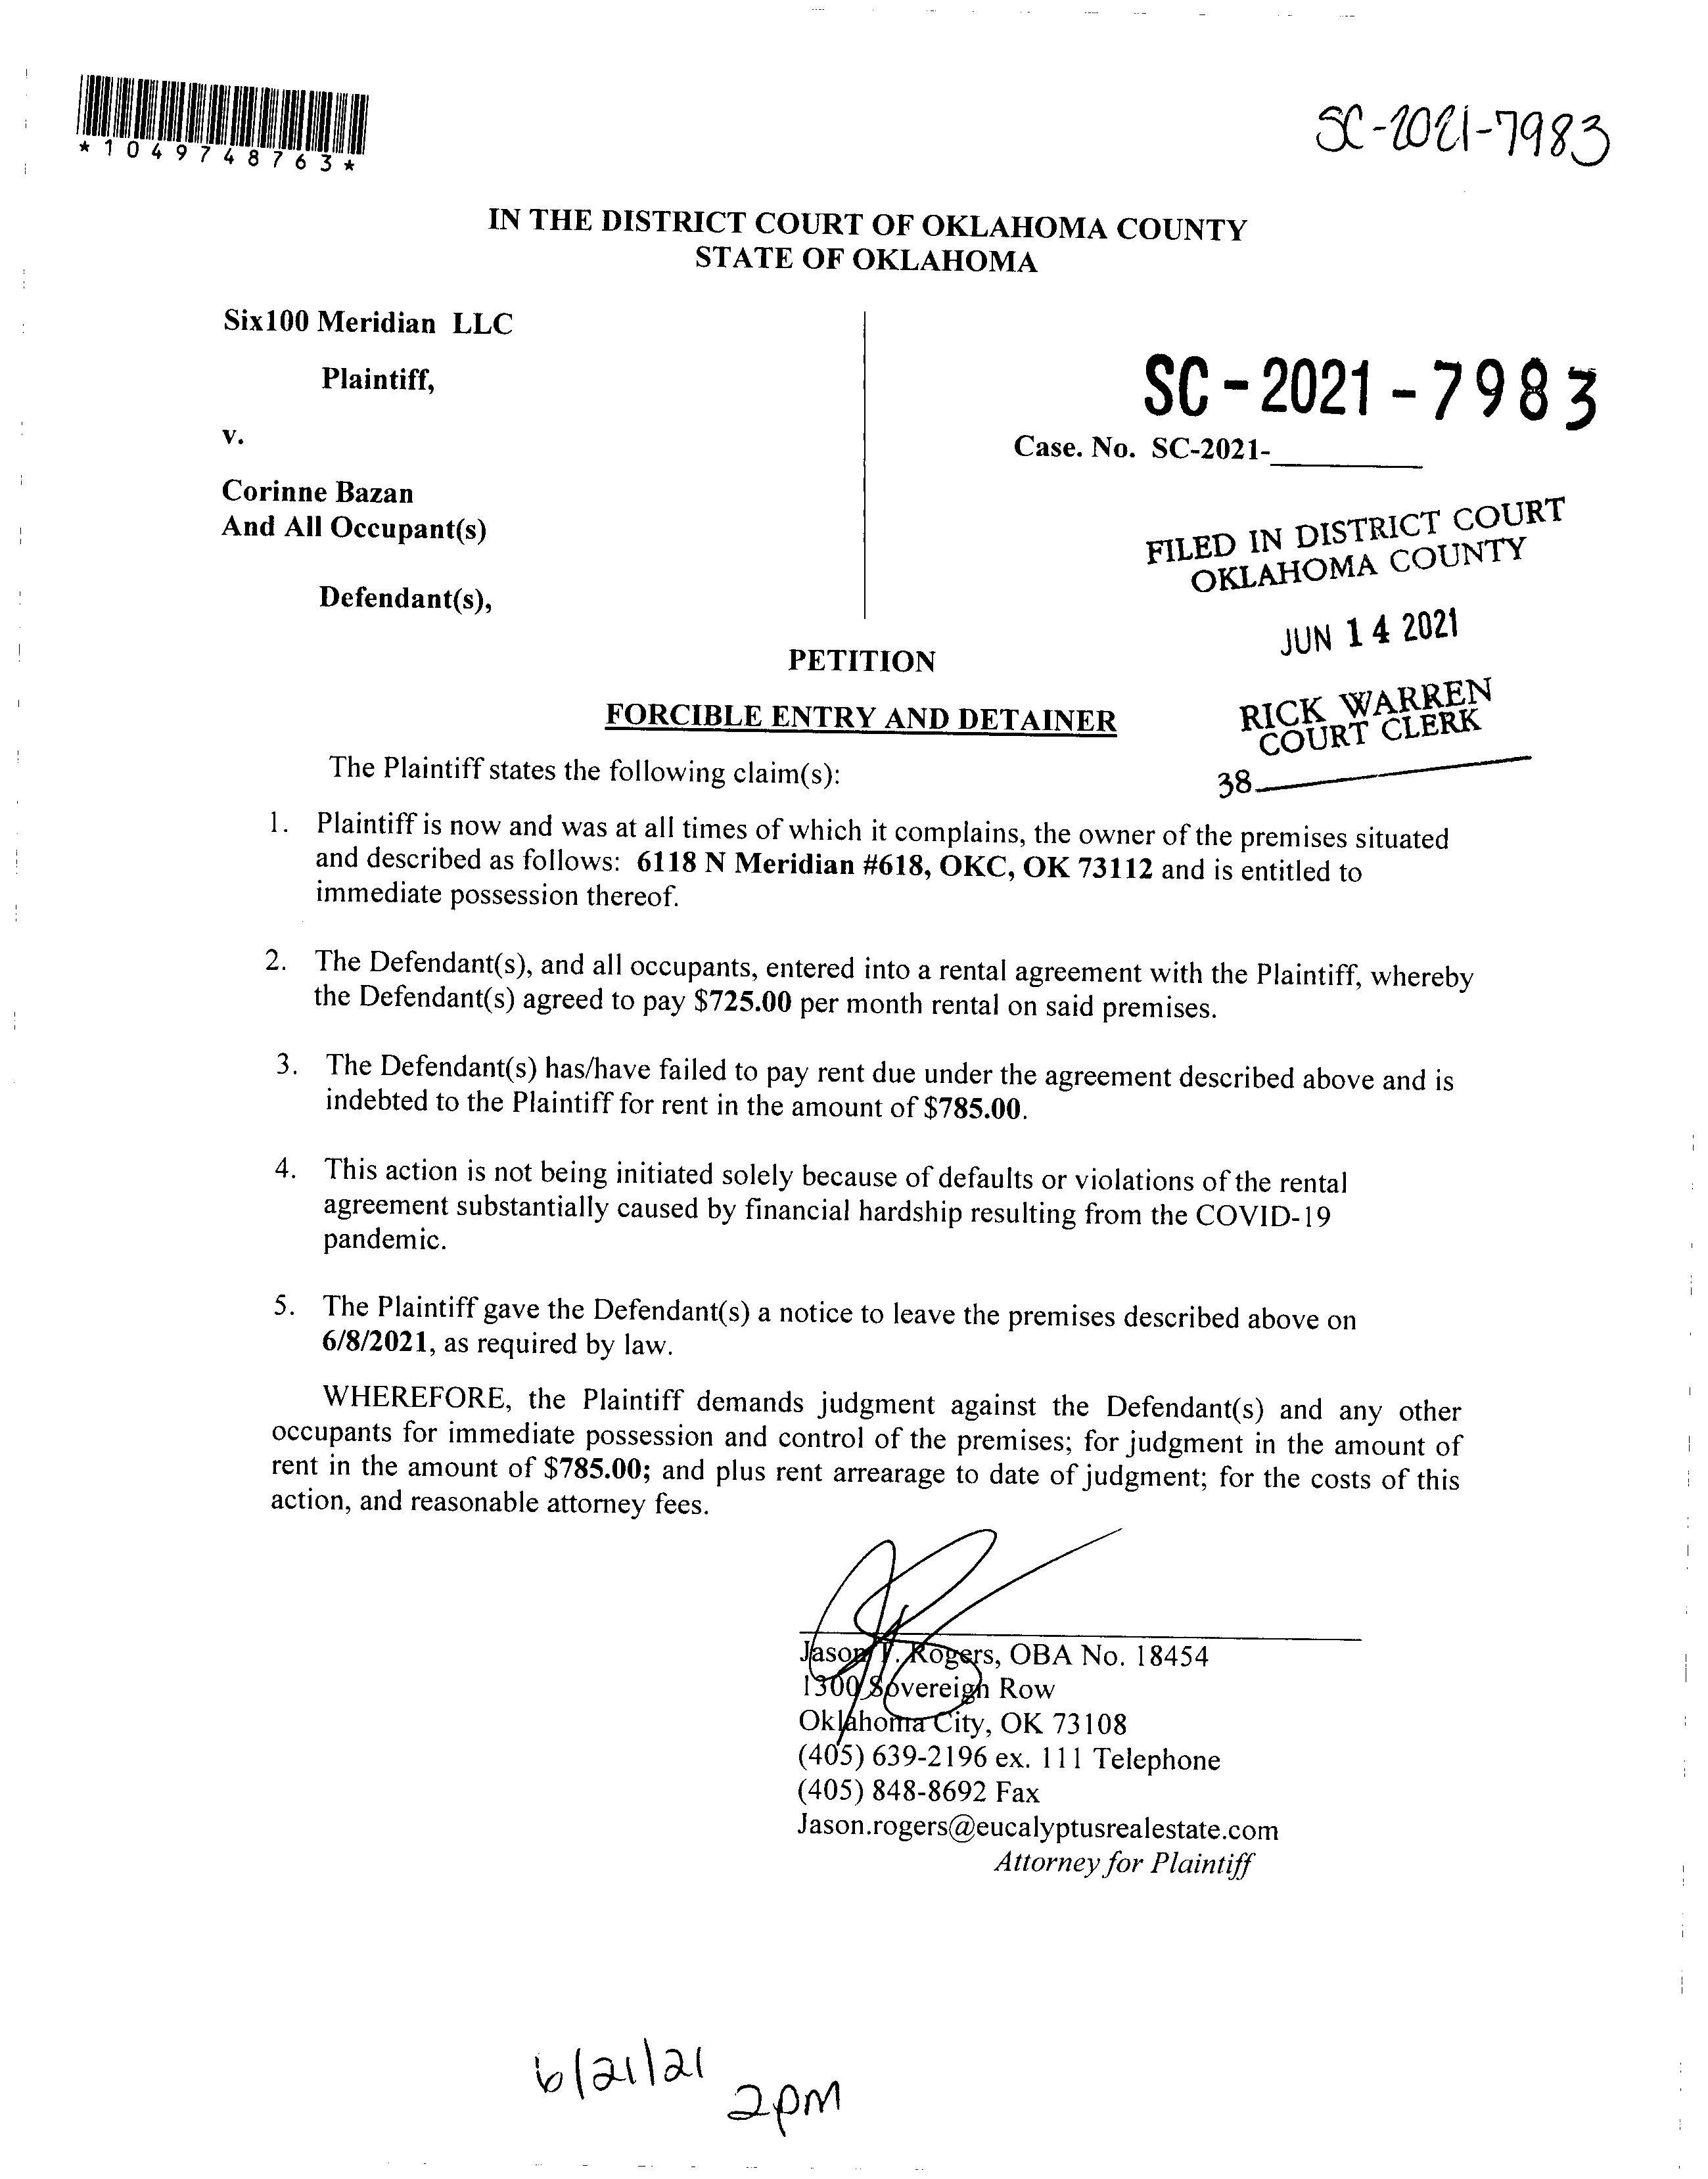 *1049748763*
SC-2021-7983
IN THE DISTRICT COURT OF OKLAHOMA COUNTY
STATE OF OKLAHOMA
Six100 Meridian LLC
Plaintiff,
v.
Corinne Bazan
And All Occupant(s)
Defendant(s),
SC-2021-7983
Case. No. SC-2021-________
FILED IN DISTRICT COURT
OKLAHOMA COUNTY
JUN 14 2021
RICK WARREN
COURT CLERK
38
PETITION
FORCIBLE ENTRY AND DETAINER
The Plaintiff states the following claim(s):
1. Plaintiff is now and was at all times of which it complains, the owner of the premises situated
and described as follows: 6118 N Meridian #618, OKC, OK 73112 and is entitled to
immediate possession thereof.
2. The Defendant(s), and all occupants, entered into a rental agreement with the Plaintiff, whereby
the Defendant(s) agreed to pay $725.00 per month rental on said premises.
3. The Defendant(s) has/have failed to pay rent due under the agreement described above and is
indebted to the Plaintiff for rent in the amount of $785.00.
4. This action is not being initiated solely because of defaults or violations of the rental
agreement substantially caused by financial hardship resulting from the COVID-19
pandemic.
5. The Plaintiff gave the Defendant(s) a notice to leave the premises described above on
6/8/2021, as required by law.
WHEREFORE, the Plaintiff demands judgment against the Defendant(s) and any other
occupants for immediate possession and control of the premises; for judgment in the amount of
rent in the amount of $785.00; and plus rent arrearage to date of judgment; for the costs of this
action, and reasonable attorney fees.
Jason Rogers, OBA No. 18454
1300 Sovereign Row
Oklahoma City, OK 73108
(405) 639-2196 ex. 111 Telephone
(405) 848-8692 Fax
Jason.rogers@eucalyptusrealestate.com
Attorney for Plaintiff
6/21/21
2pm